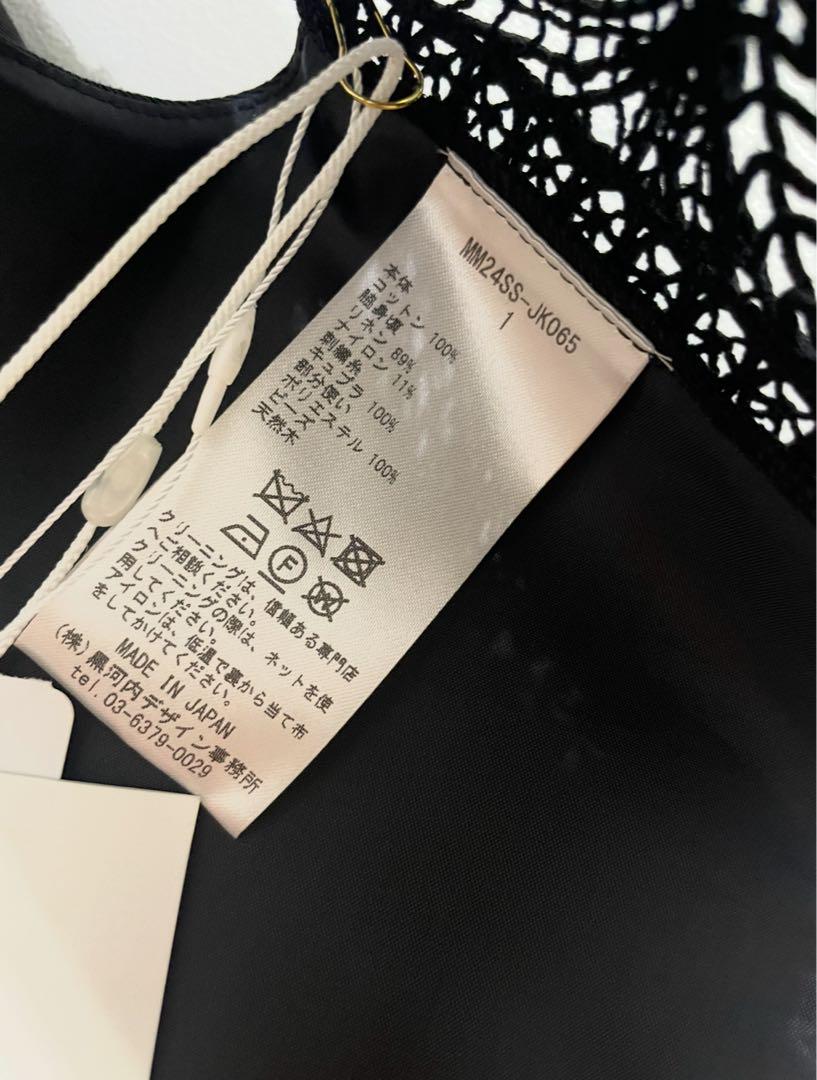 MM24SS-JK065
1
本体
コットン 100%
脇身頃
リネン 89%
ナイロン 11%
刺繍糸
キュプラ 100%
部分使い
ポリエステル 100%
ビーズ
天然木
F
W
クリーニングは、信頼ある専門店
へご相談ください。
クリーニングの際は、ネットを使
用してください。
アイロンは、低温で裏から当て布
をしてかけてください。
MADE IN JAPAN
(株)黒河内デザイン事務所
tel.03-6379-0029